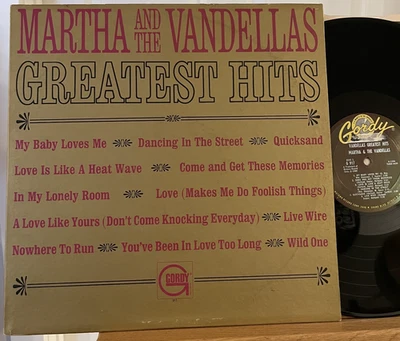 MARTHA AND THE VANDELLAS
GREATEST HITS
My Baby Loves Me Dancing In The Street Quicksand
Love Is Like A Heat Wave Come and Get These Memories
In My Lonely Room Love (Makes Me Do Foolish Things)
A Love Like Yours (Don't Come Knocking Everyday) Live Wire
Nowhere To Run You've Been In Love Too Long Wild One
GORDY
Gordy
VANDELLAS GREATEST HITS
MARTHA & THE VANDELLAS